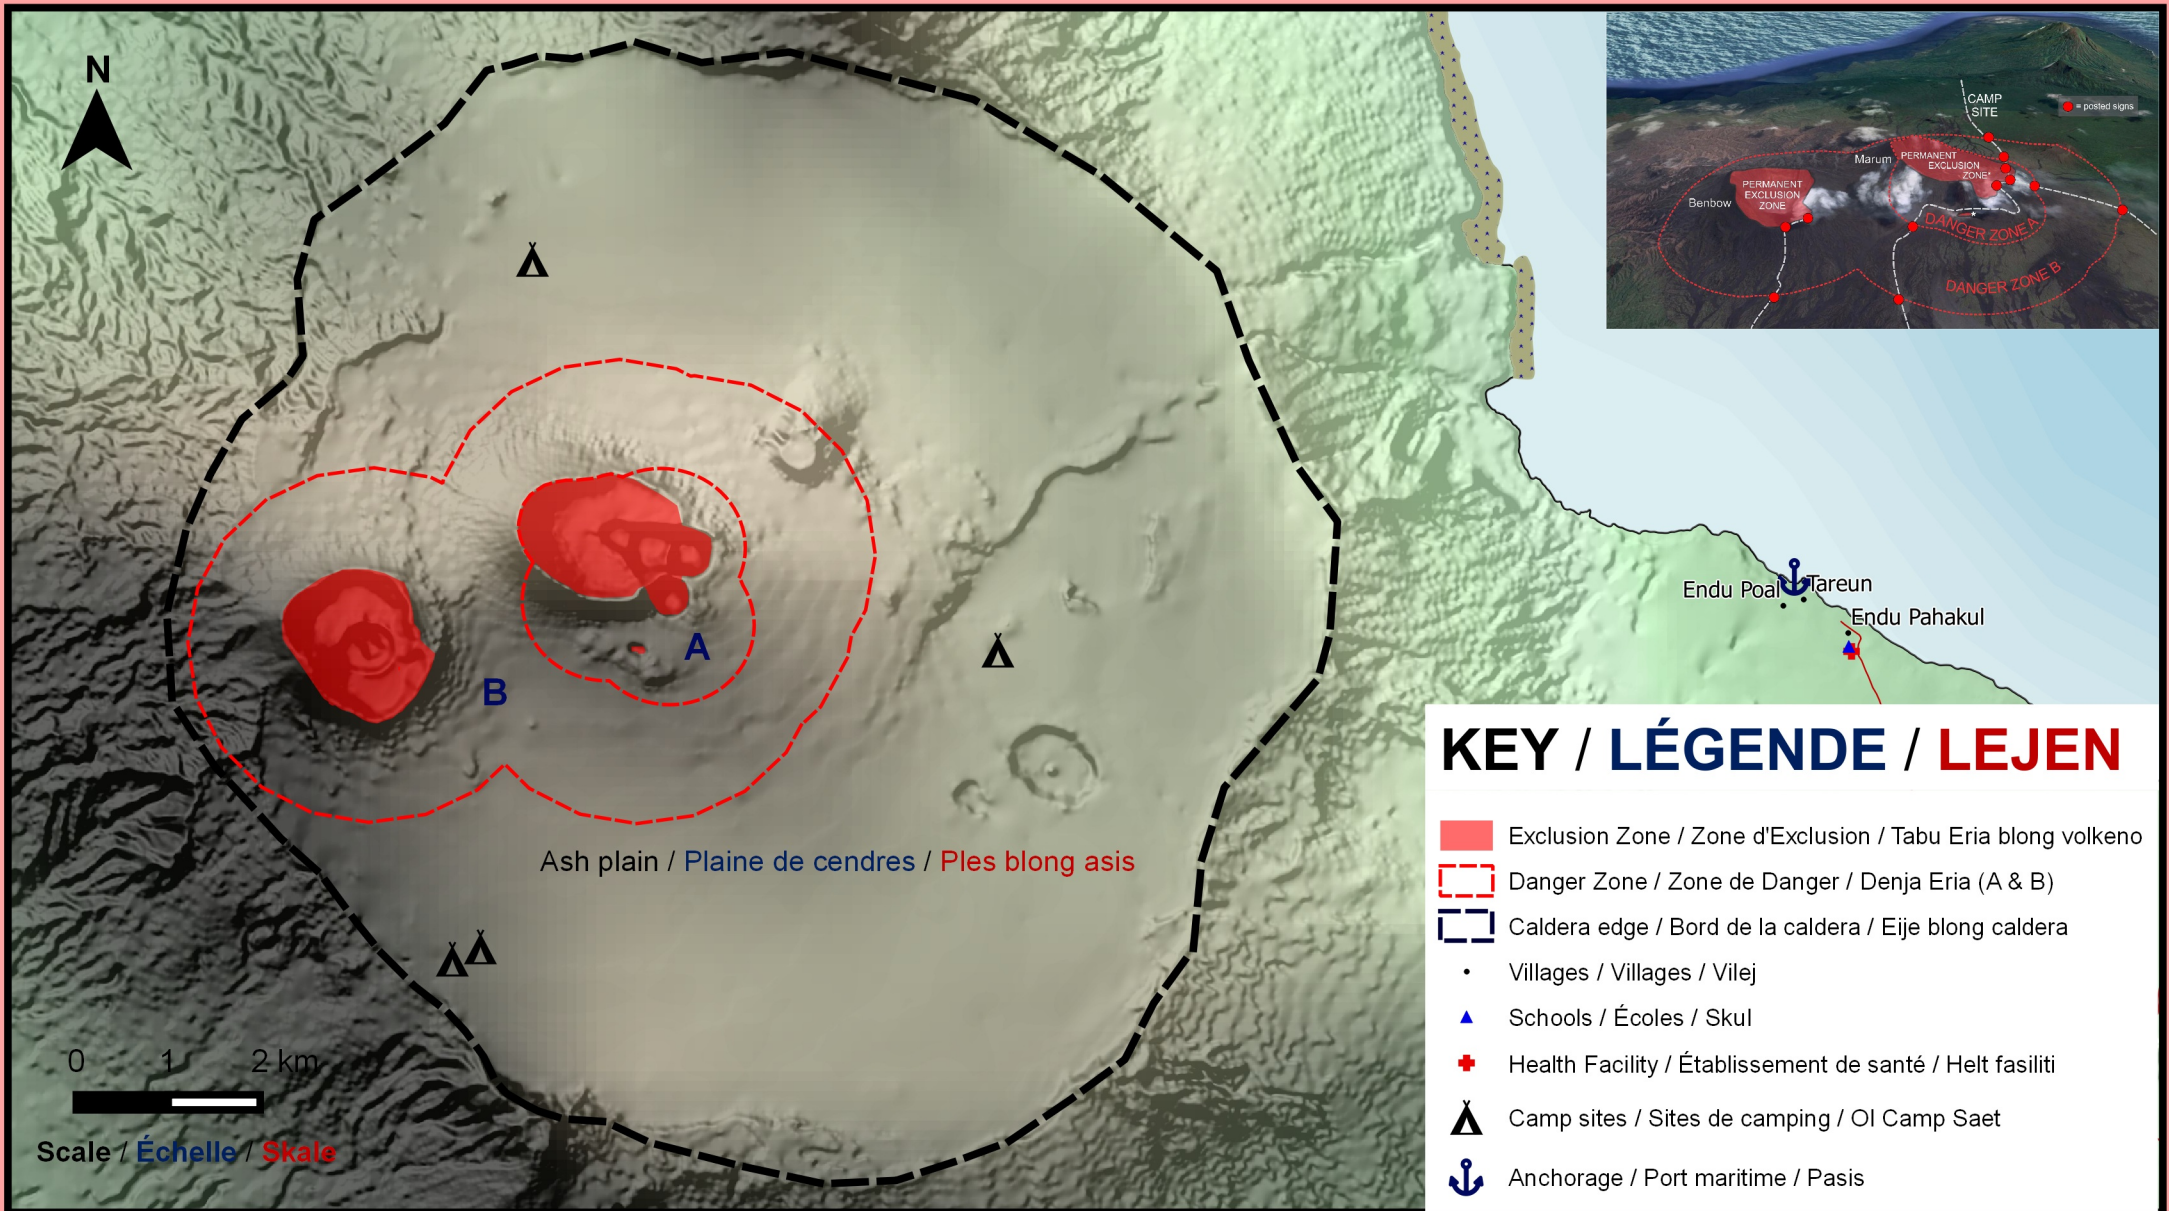 N
CAMP
SITE
= posted signs
Marum
PERMANENT
EXCLUSION
ZONE*
PERMANENT
EXCLUSION
ZONE
Benbow
DANGER ZONE A
DANGER ZONE B
Endu Poal
Tareun
Endu Pahakul
A
B
Ash plain / Plaine de cendres / Ples blong asis
0 1 2 km
Scale / Échelle / Skale
KEY / LÉGENDE / LEJEN
Exclusion Zone / Zone d'Exclusion / Tabu Eria blong volkeno
Danger Zone / Zone de Danger / Denja Eria (A & B)
Caldera edge / Bord de la caldera / Eije blong caldera
Villages / Villages / Vilej
Schools / Écoles / Skul
Health Facility / Établissement de santé / Helt fasiliti
Camp sites / Sites de camping / Ol Camp Saet
Anchorage / Port maritime / Pasis